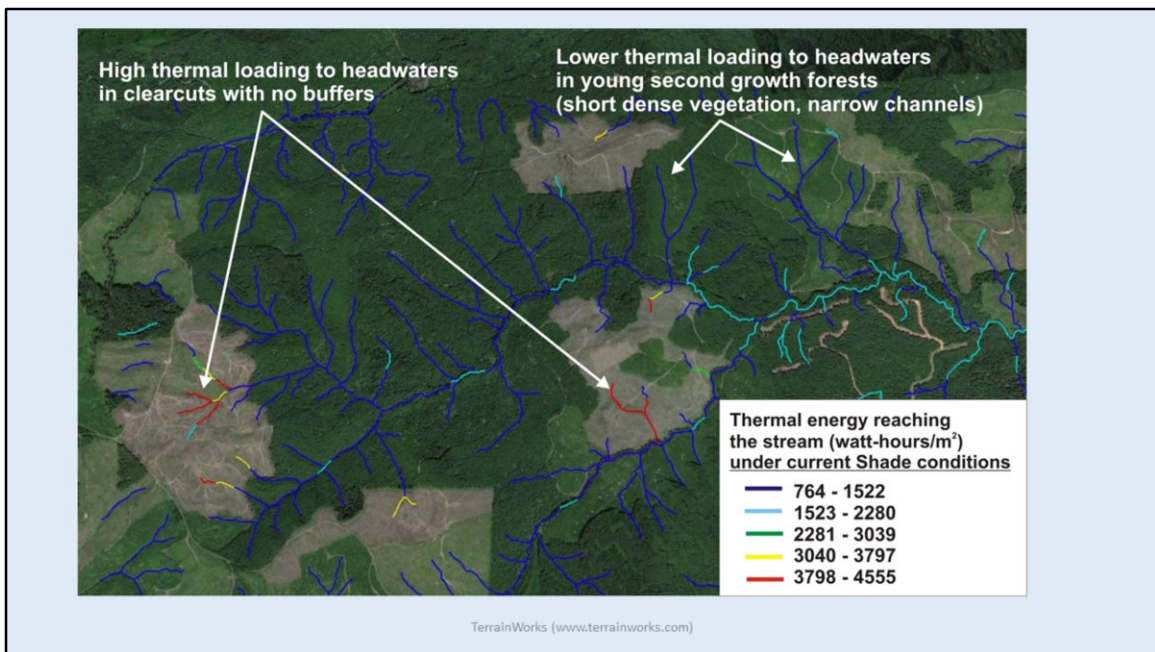 High thermal loading to headwaters
in clearcuts with no buffers
Lower thermal loading to headwaters
in young second growth forests
(short dense vegetation, narrow channels)
Thermal energy reaching
the stream (watt-hours/m²)
under current Shade conditions
764 - 1522
1523 - 2280
2281 - 3039
3040 - 3797
3798 - 4555
TerrainWorks (www.terrainworks.com)